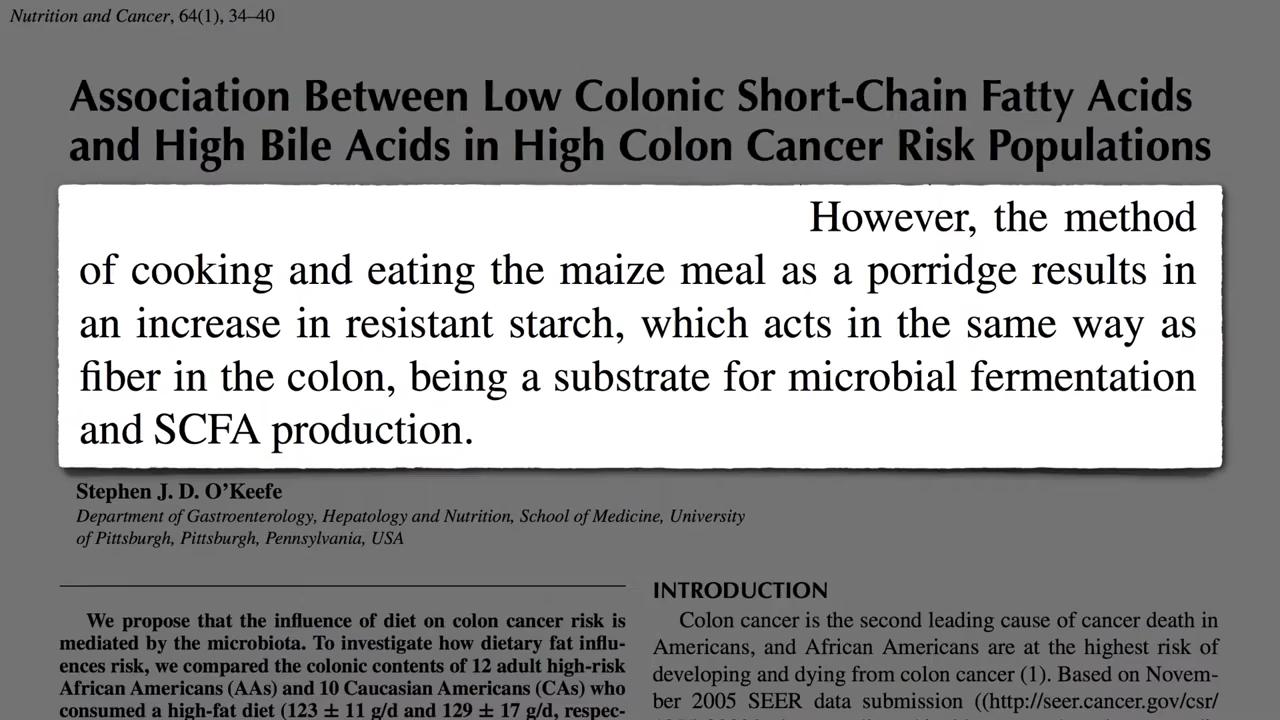 Nutrition and Cancer, 64(1), 34–40
Association Between Low Colonic Short-Chain Fatty Acids
and High Bile Acids in High Colon Cancer Risk Populations
However, the method
of cooking and eating the maize meal as a porridge results in
an increase in resistant starch, which acts in the same way as
fiber in the colon, being a substrate for microbial fermentation
and SCFA production.
Stephen J. D. O’Keefe
Department of Gastroenterology, Hepatology and Nutrition, School of Medicine, University
of Pittsburgh, Pittsburgh, Pennsylvania, USA
We propose that the influence of diet on colon cancer risk is
mediated by the microbiota. To investigate how dietary fat influ-
ences risk, we compared the colonic contents of 12 adult high-risk
African Americans (AAs) and 10 Caucasian Americans (CAs) who
consumed a high-fat diet (123 ± 11 g/d and 129 ± 17 g/d, respec-
INTRODUCTION
Colon cancer is the second leading cause of cancer death in
Americans, and African Americans are at the highest risk of
developing and dying from colon cancer (1). Based on Novem-
ber 2005 SEER data submission ((http://seer.cancer.gov/csr/